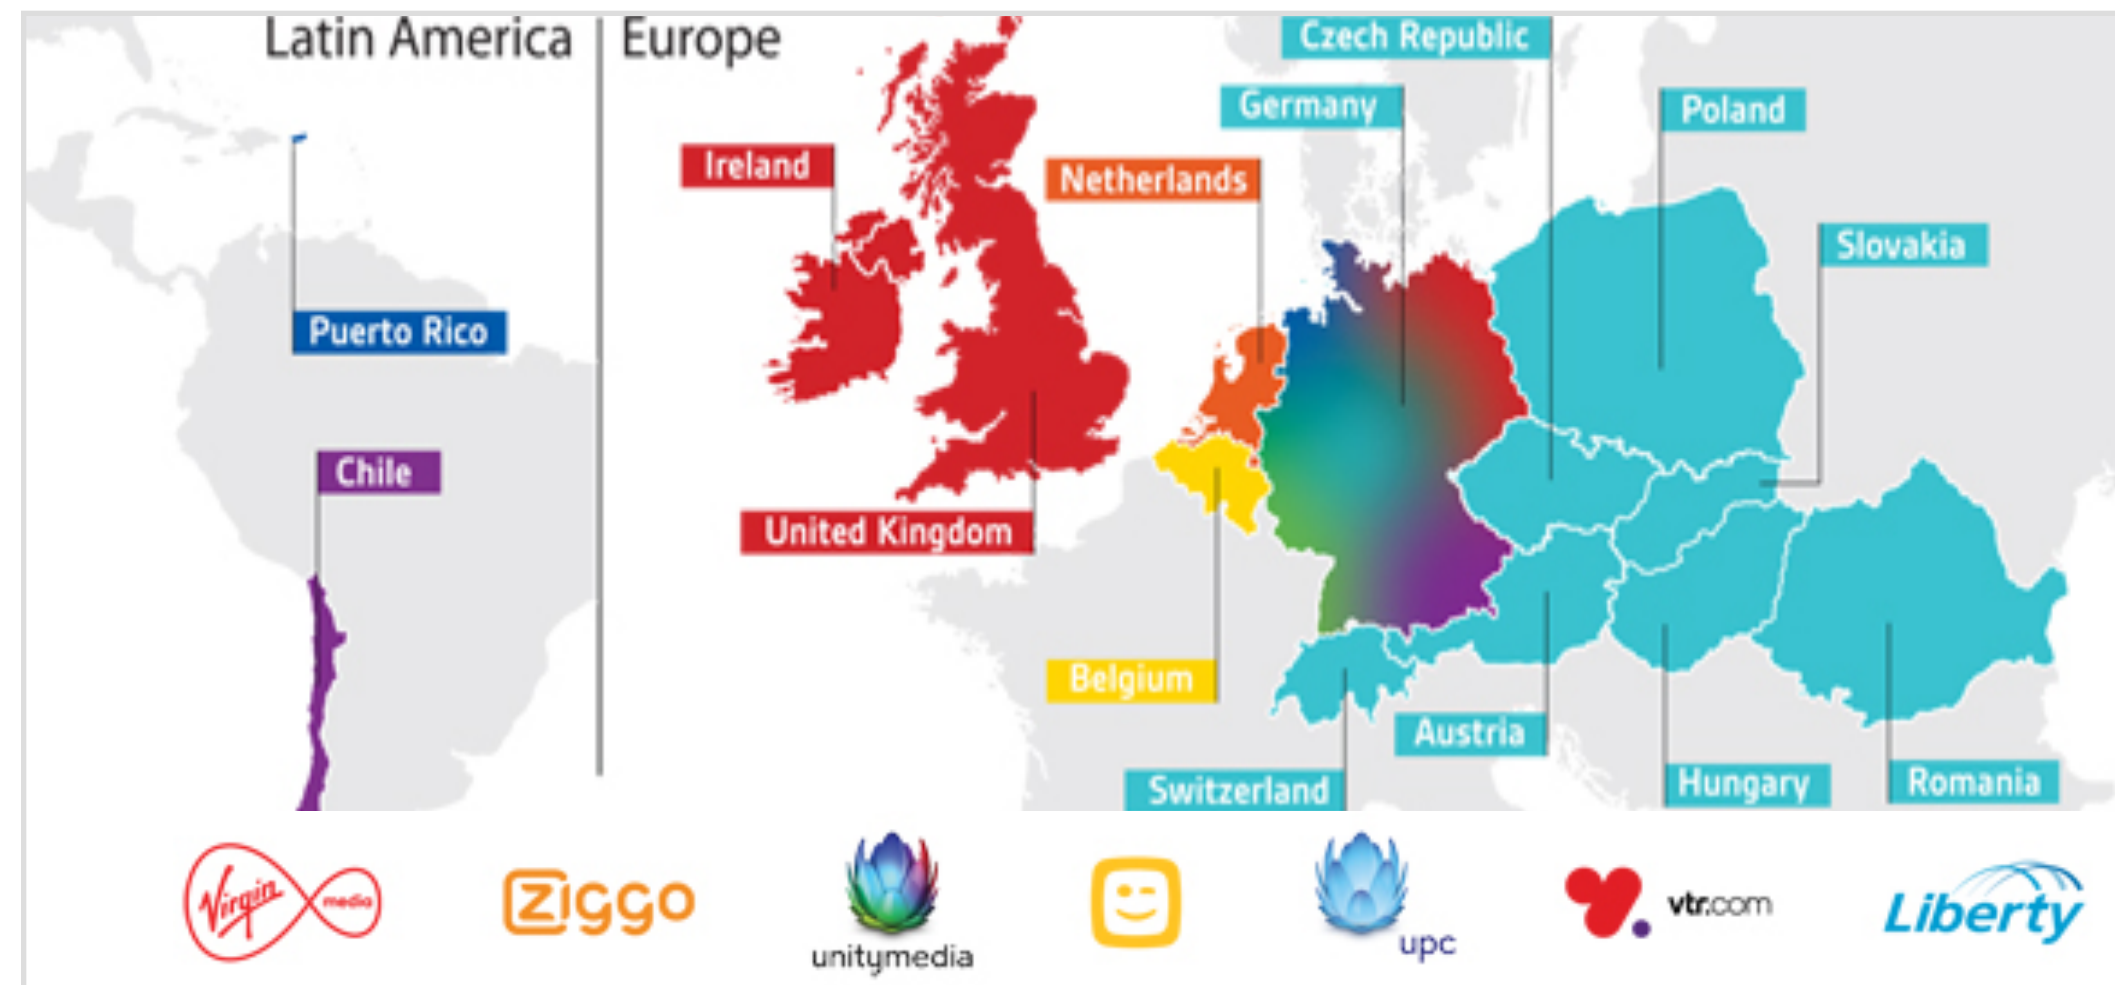 Latin America
Europe
Czech Republic
Germany
Poland
Ireland
Netherlands
Slovakia
Puerto Rico
Chile
United Kingdom
Belgium
Austria
Switzerland
Hungary
Romania
Virgin media
Ziggo
unitymedia
upc
vtr.com
Liberty